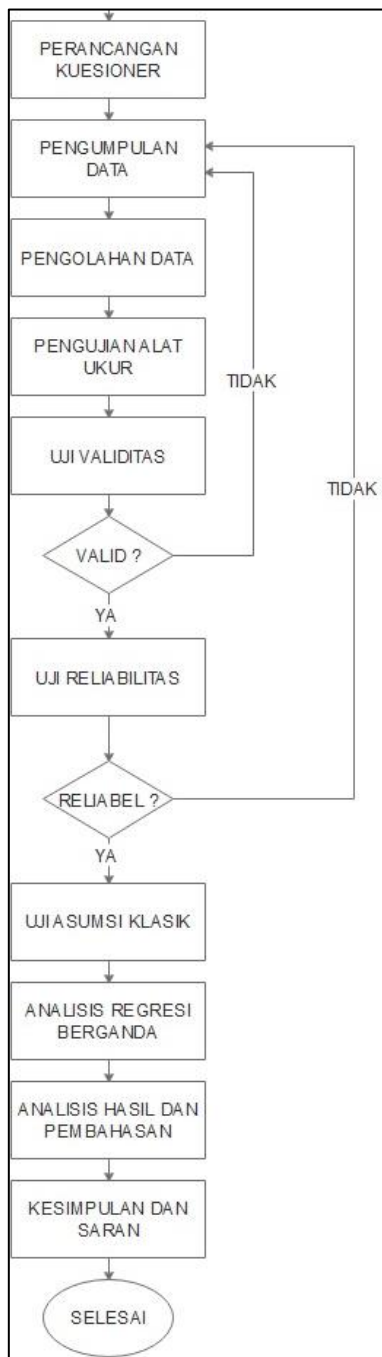 PERANCANGAN
KUESIONER
PENGUMPULAN
DATA
PENGOLAHAN DATA
PENGUJIAN ALAT
UKUR
TIDAK
UJI VALIDITAS
TIDAK
VALID ?
YA
UJI RELIABILITAS
RELIABEL ?
YA
UJI ASUMSI KLASIK
ANALISIS REGRESI
BERGANDA
ANALISIS HASIL DAN
PEMBAHASAN
KESIMPULAN DAN
SARAN
SELESAI